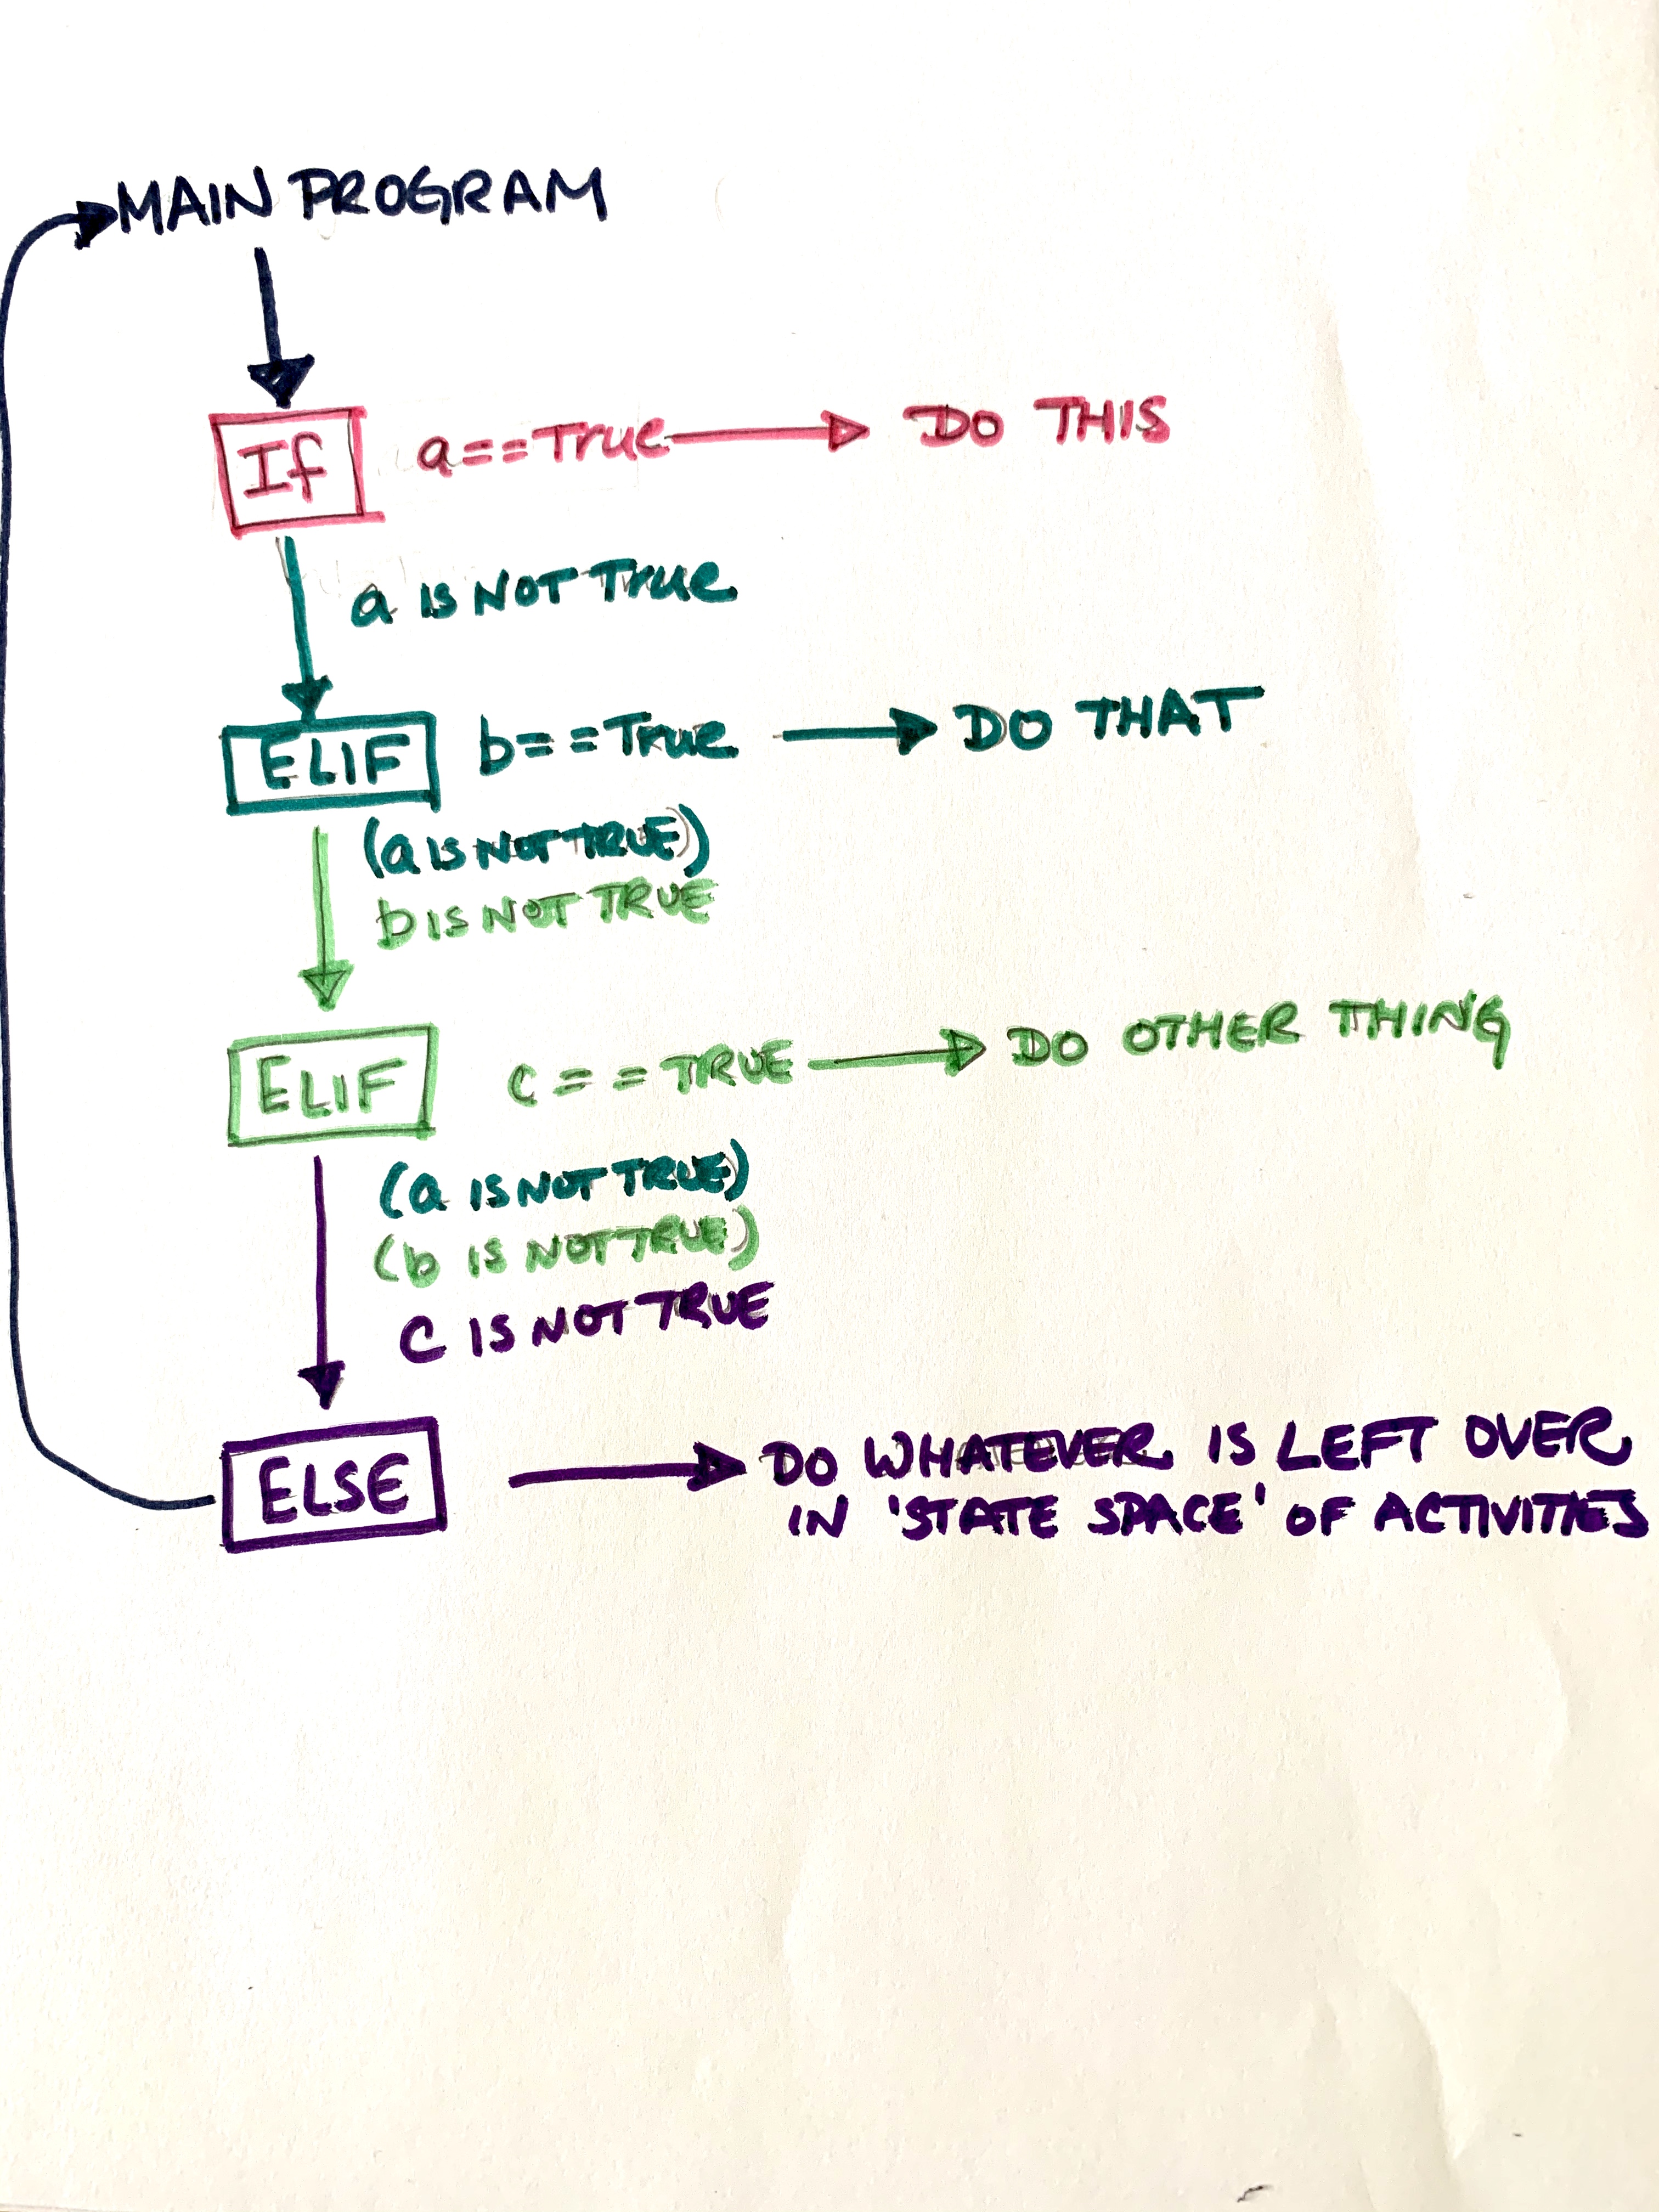 MAIN PROGRAM
If a==True DO THIS
a IS NOT True
ELIF b==True DO THAT
(a IS NOT TRUE)
b IS NOT TRUE
ELIF c==TRUE DO OTHER THING
(a IS NOT TRUE)
(b IS NOT TRUE)
C IS NOT TRUE
ELSE DO WHATEVER IS LEFT OVER
IN 'STATE SPACE' OF ACTIVITIES